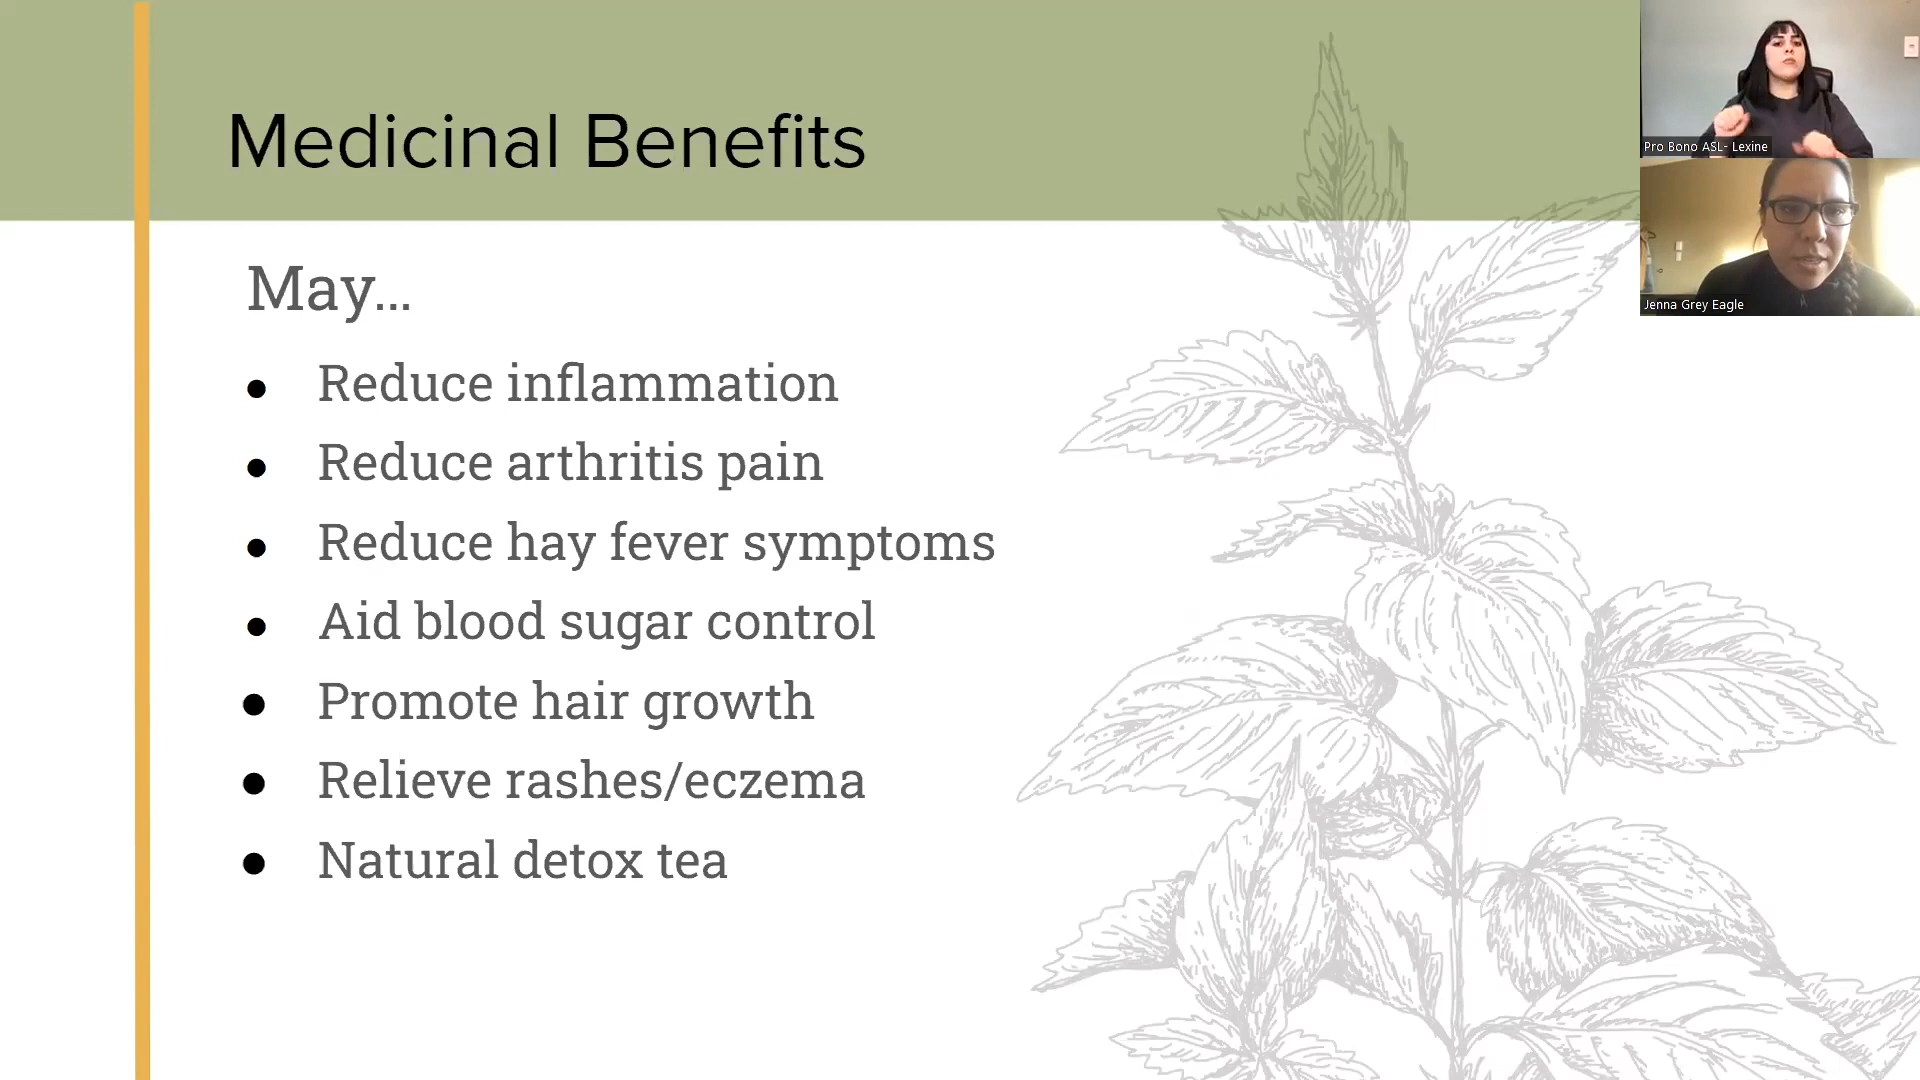 Medicinal Benefits
May...
● Reduce inflammation
● Reduce arthritis pain
● Reduce hay fever symptoms
● Aid blood sugar control
● Promote hair growth
● Relieve rashes/eczema
● Natural detox tea
Pro Bono ASL- Lexine
Jenna Grey Eagle